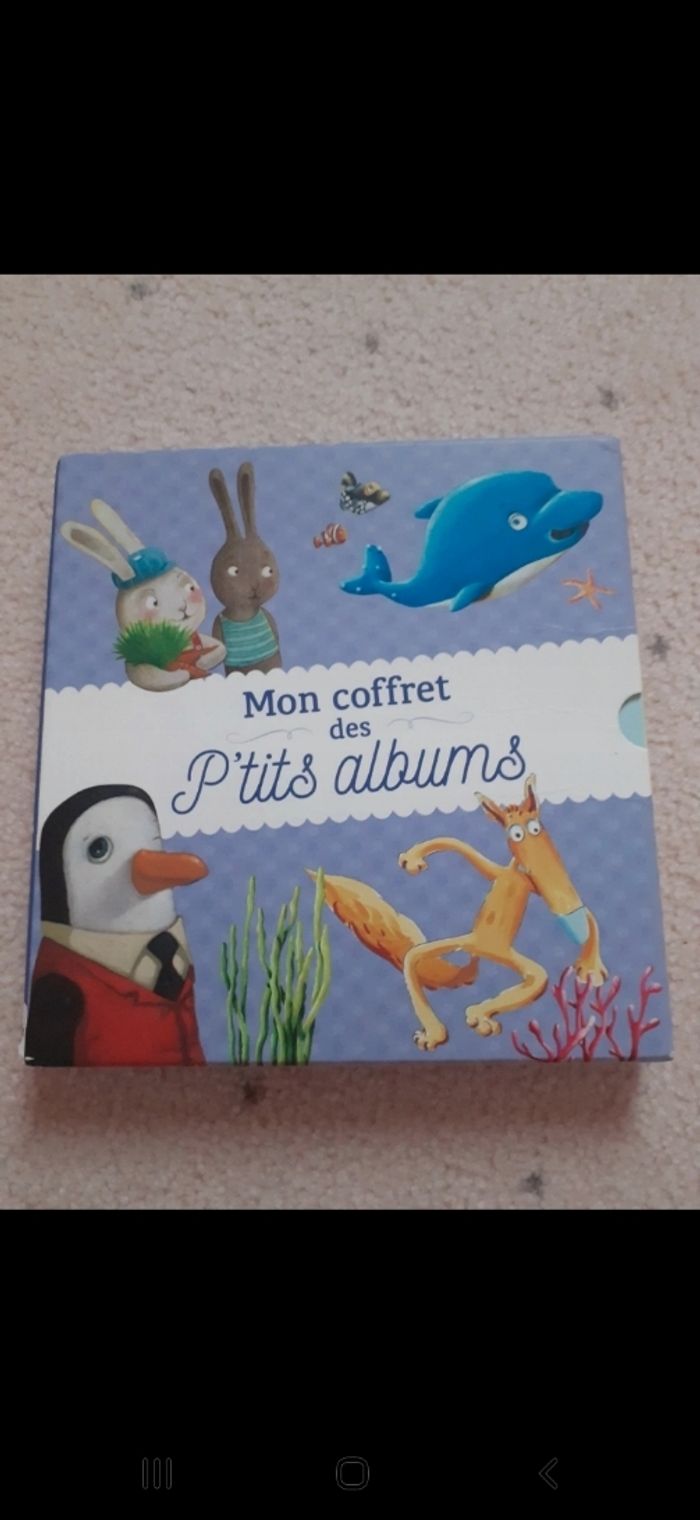 Mon coffret
des
P'tits albums